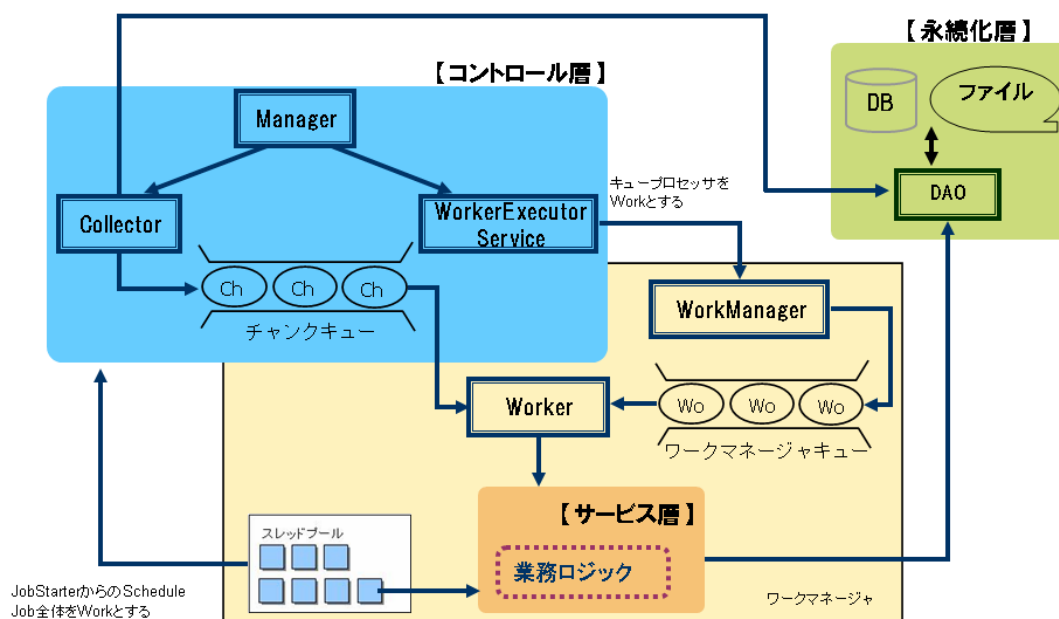 【永続化層】
【コントロール層】
DB
ファイル
Manager
キュープロセッサを
Workとする
DAO
Collector
WorkerExecutor
Service
Ch
Ch
Ch
チャンクキュー
WorkManager
Worker
Wo
Wo
Wo
ワークマネージャキュー
【サービス層】
スレッドプール
業務ロジック
JobStarterからのSchedule
Job全体をWorkとする
ワークマネージャ